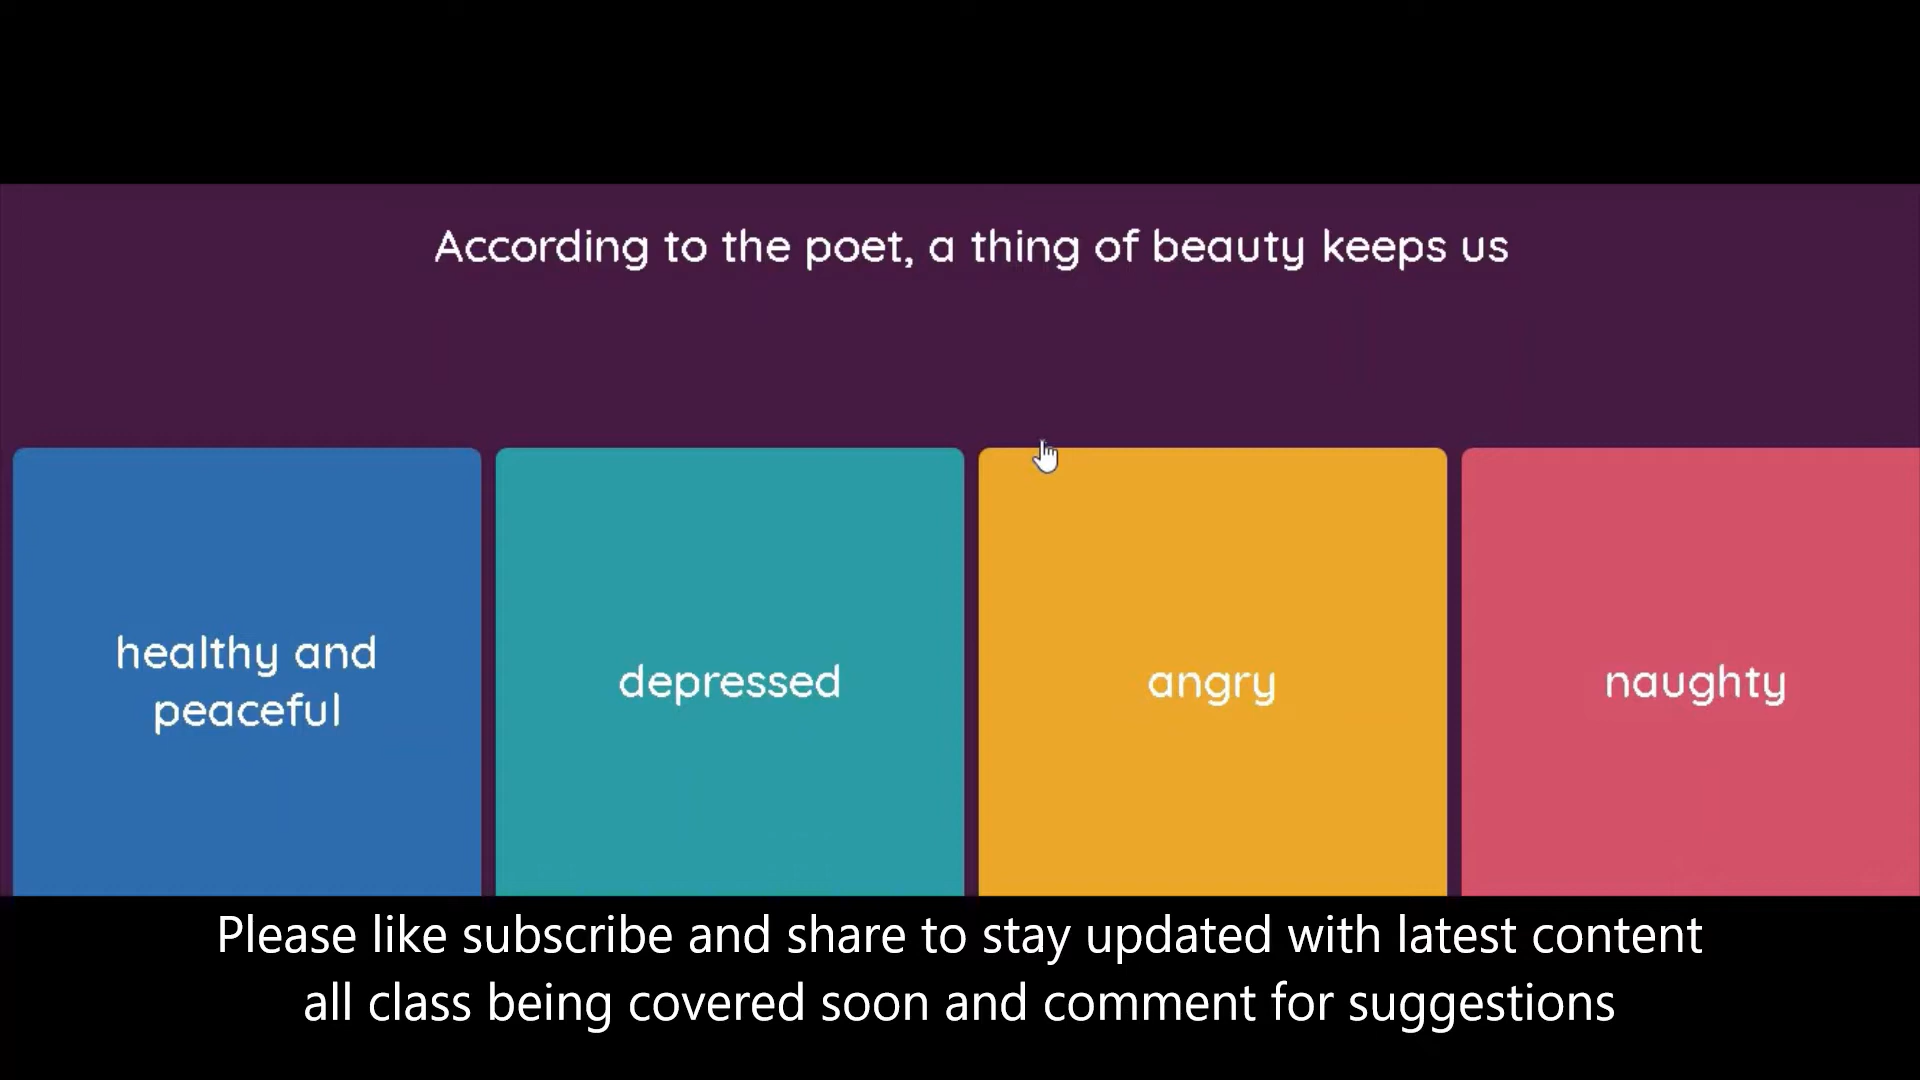 According to the poet, a thing of beauty keeps us
healthy and
peaceful
depressed
angry
naughty
Please like subscribe and share to stay updated with latest content
all class being covered soon and comment for suggestions